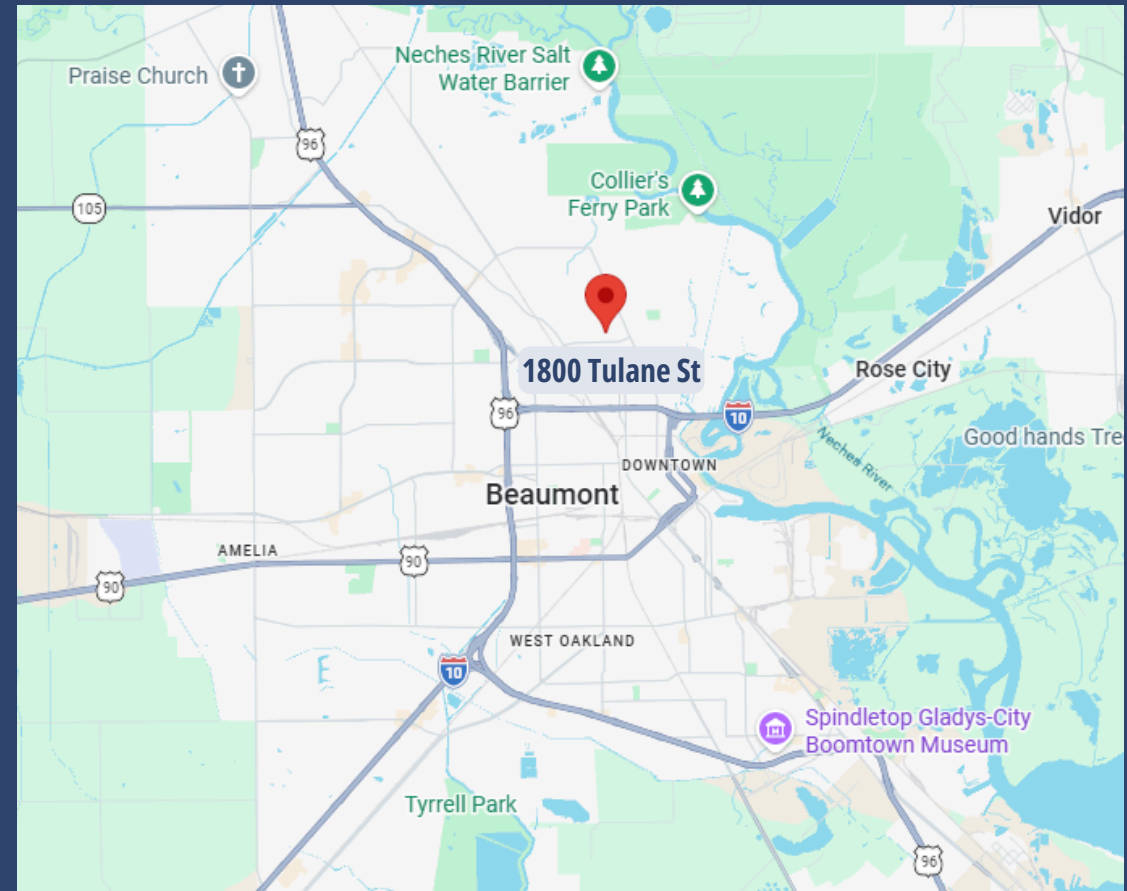 Praise Church
Neches River Salt
Water Barrier
96
Collier's
Ferry Park
105
Vidor
1800 Tulane St
Rose City
96
10
Good hands Tre
Neches River
DOWNTOWN
Beaumont
AMELIA
90
90
WEST OAKLAND
10
Spindletop Gladys-City
Boomtown Museum
Tyrrell Park
96